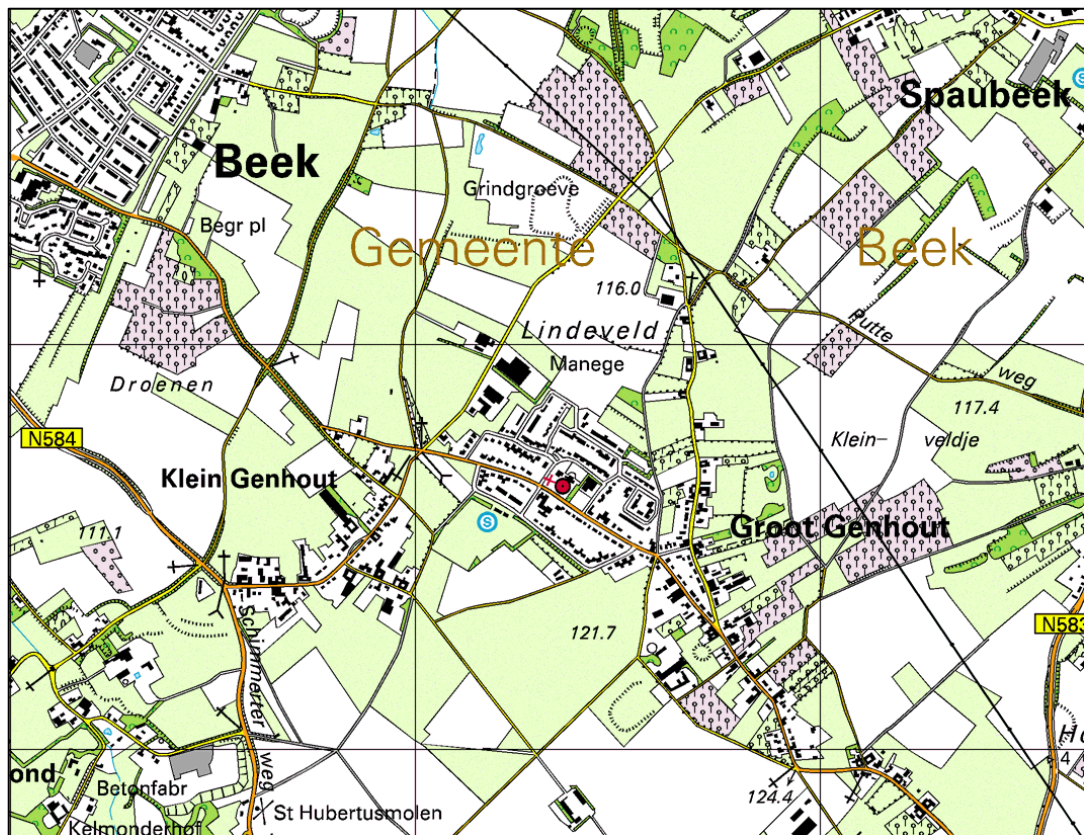 Spaubeek
S
Beek
Grindgroeve
Begr pl
Gemeente Beek
116.0
Lindeveld
Putte
Manege
weg
Droenen
117.4
N584
Klein- veldje
Klein Genhout
S
Groot Genhout
111.1
Schimmerter
121.7
N583
weg
ond
Betonfabr
124.4
St Hubertusmolen
Kelmonderhof